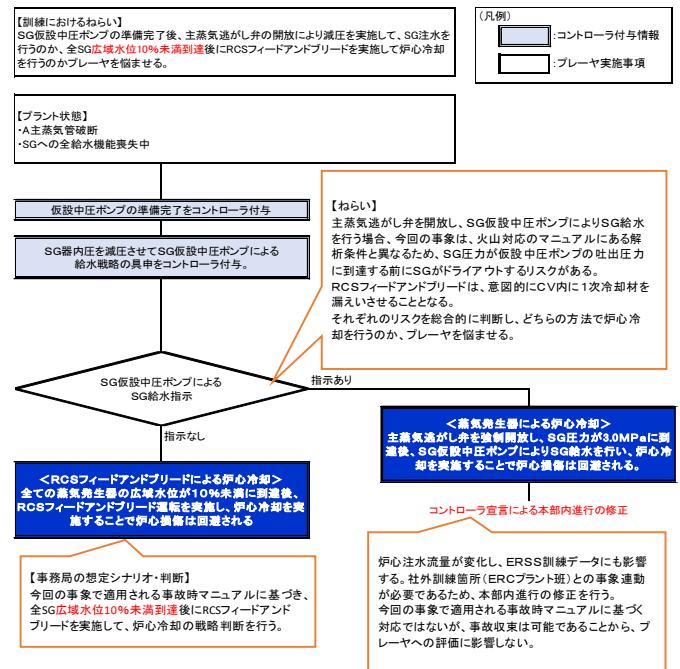 【訓練におけるねらい】
SG仮設中圧ポンプの準備完了後、主蒸気逃がし弁の開放により減圧を実施して、SG注水を
行うのか、全SG広域水位10％未満到達後にRCSフィードアンドブリードを実施して炉心冷却
を行うのかプレーヤを悩ませる。
（凡例）
：コントローラ付与情報
：プレーヤ実施事項
【プラント状態】
・A主蒸気管破断
・SGへの全給水機能喪失中
仮設中圧ポンプの準備完了をコントローラ付与
SG器内圧を減圧させてSG仮設中圧ポンプによる
給水戦略の具申をコントローラ付与。
【ねらい】
主蒸気逃がし弁を開放し、SG仮設中圧ポンプによりSG給水
を行う場合、今回の事象は、火山対応のマニュアルにある解
析条件と異なるため、SG圧力が仮設中圧ポンプの吐出圧力
に到達する前にSGがドライアウトするリスクがある。
RCSフィードアンドブリードは、意図的にCV内に1次冷却材を
漏えいさせることとなる。
それぞれのリスクを総合的に判断し、どちらの方法で炉心冷
却を行うのか、プレーヤを悩ませる。
SG仮設中圧ポンプによる
SG給水指示
指示あり
指示なし
＜蒸気発生器による炉心冷却＞
主蒸気逃がし弁を強制開放し、SG圧力が3.0MPaに到
達後、SG仮設中圧ポンプによりSG給水を行い、炉心冷
却を実施することで炉心損傷は回避される。
＜RCSフィードアンドブリードによる炉心冷却＞
全ての蒸気発生器の広域水位が10％未満に到達後、
RCSフィードアンドブリード運転を実施し、炉心冷却を実
施することで炉心損傷は回避される
コントローラ宣言による本部内進行の修正
【事務局の想定シナリオ・判断】
今回の事象で適用される事故時マニュアルに基づき、
全SG広域水位10％未満到達後にRCSフィードアンド
ブリードを実施して、炉心冷却の戦略判断を行う。
炉心注水流量が変化し、ERSS訓練データにも影響
する。社外訓練箇所（ERCプラント班）との事象連動
が必要であるため、本部内進行の修正を行う。
今回の事象で適用される事故時マニュアルに基づく
対応ではないが、事故収束は可能であることから、プ
レーヤへの評価に影響しない。